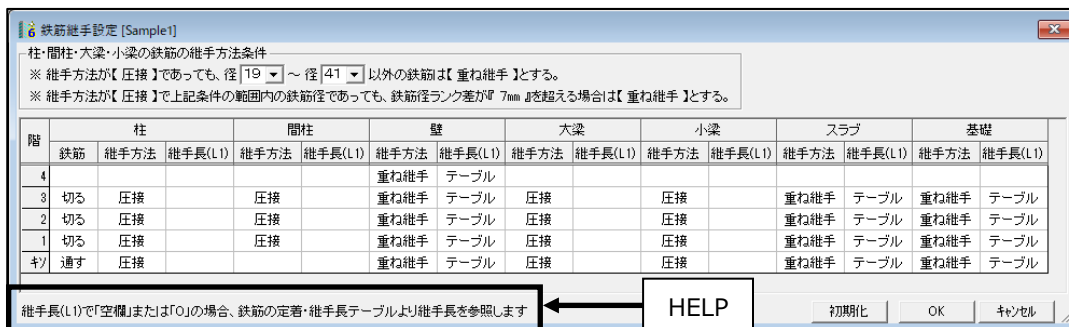 鉄筋継手設定 [Sample1]
柱・間柱・大梁・小梁の鉄筋の継手方法条件
※ 継手方法が【 圧接 】であっても、径 19 ～ 径 41 以外の鉄筋は【 重ね継手 】とする。
※ 継手方法が【 圧接 】で上記条件の範囲内の鉄筋径であっても、鉄筋径ランク差が『 7mm 』を超える場合は【 重ね継手 】とする。
階 柱 間柱 壁 大梁 小梁 スラブ 基礎
鉄筋 継手方法 継手長(L1) 継手方法 継手長(L1) 継手方法 継手長(L1) 継手方法 継手長(L1) 継手方法 継手長(L1) 継手方法 継手長(L1) 継手方法 継手長(L1)
4 重ね継手 テーブル
3 切る 圧接 圧接 重ね継手 テーブル 圧接 圧接 重ね継手 テーブル 重ね継手 テーブル
2 切る 圧接 圧接 重ね継手 テーブル 圧接 圧接 重ね継手 テーブル 重ね継手 テーブル
1 切る 圧接 圧接 重ね継手 テーブル 圧接 圧接 重ね継手 テーブル 重ね継手 テーブル
キソ 通す 圧接 重ね継手 テーブル 圧接 圧接 重ね継手 テーブル 重ね継手 テーブル
継手長(L1)で「空欄」または「0」の場合、鉄筋の定着・継手長テーブルより継手長を参照します
HELP
初期化 OK キャンセル